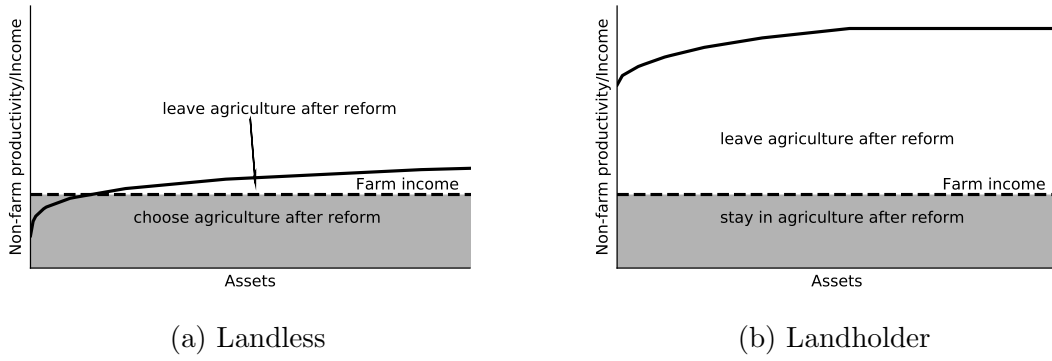 Non-farm productivity/Income
leave agriculture after reform
Farm income
choose agriculture after reform
Assets
(a) Landless
Non-farm productivity/Income
leave agriculture after reform
Farm income
stay in agriculture after reform
Assets
(b) Landholder